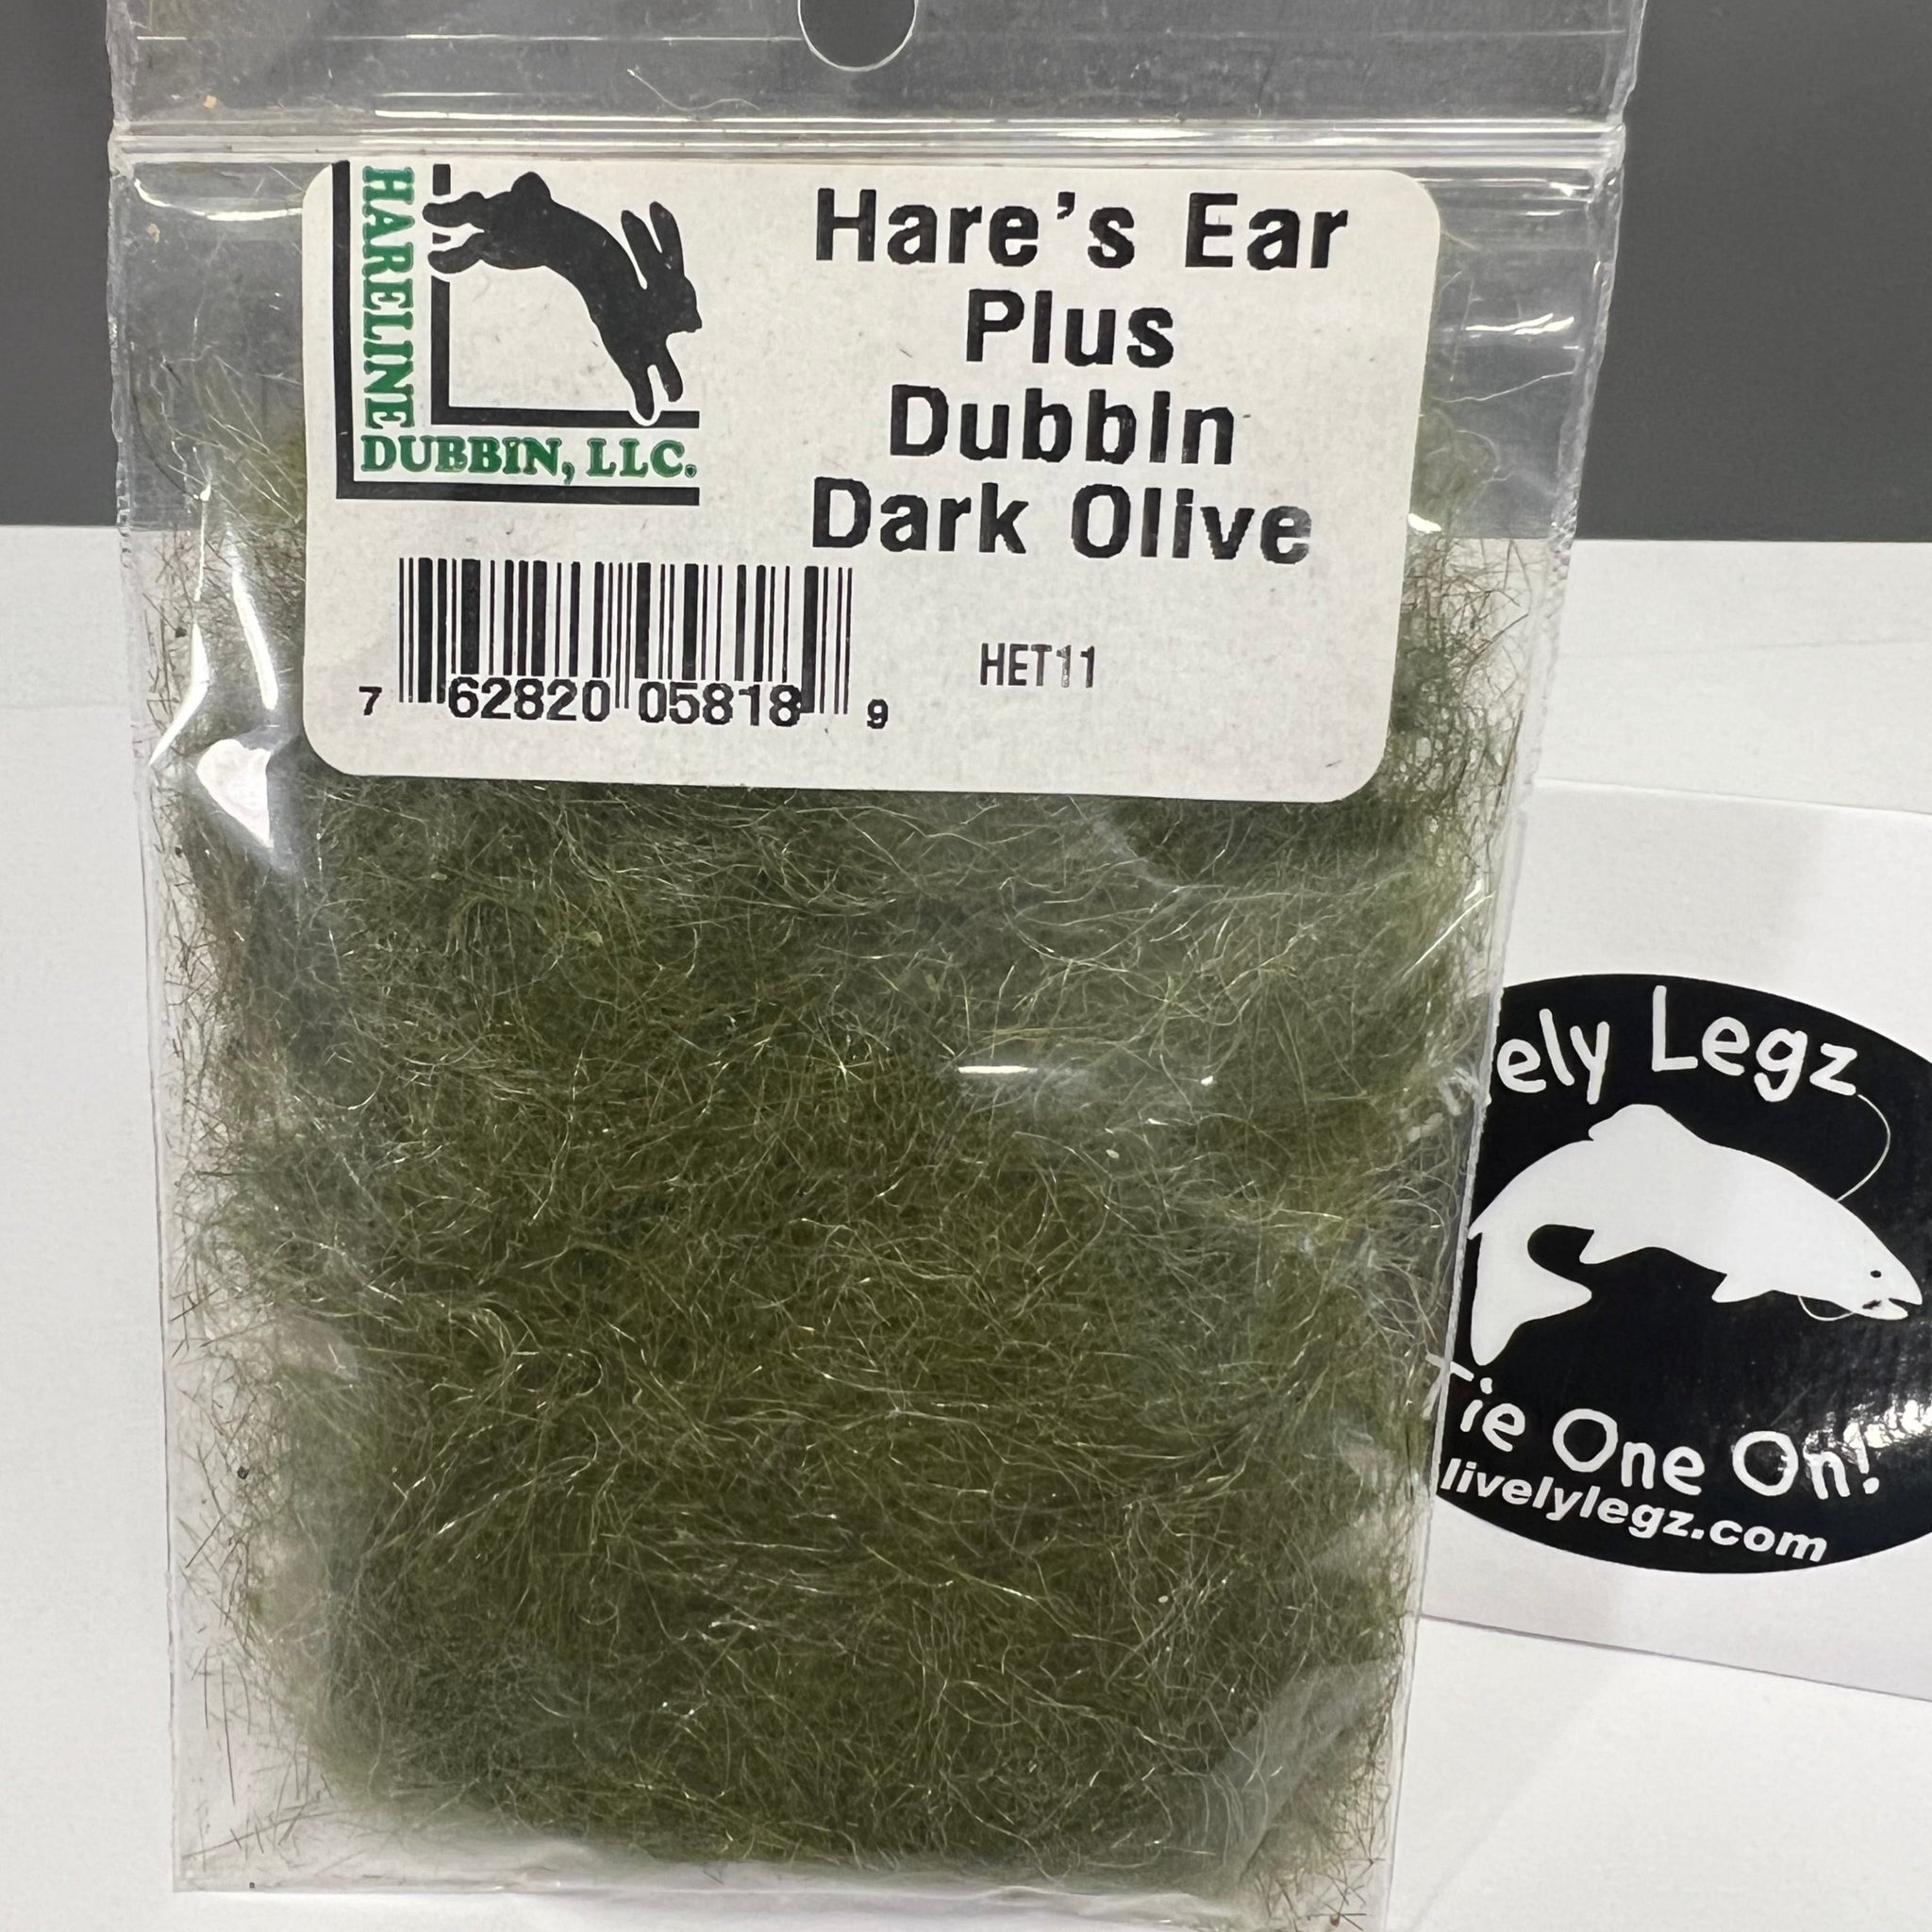 HARELINE
DUBBIN, LLC.
Hare's Ear
Plus
Dubbin
Dark Olive
7 62820 05818 9
HET11
ely Legz
Tie One On!
livelylegz.com